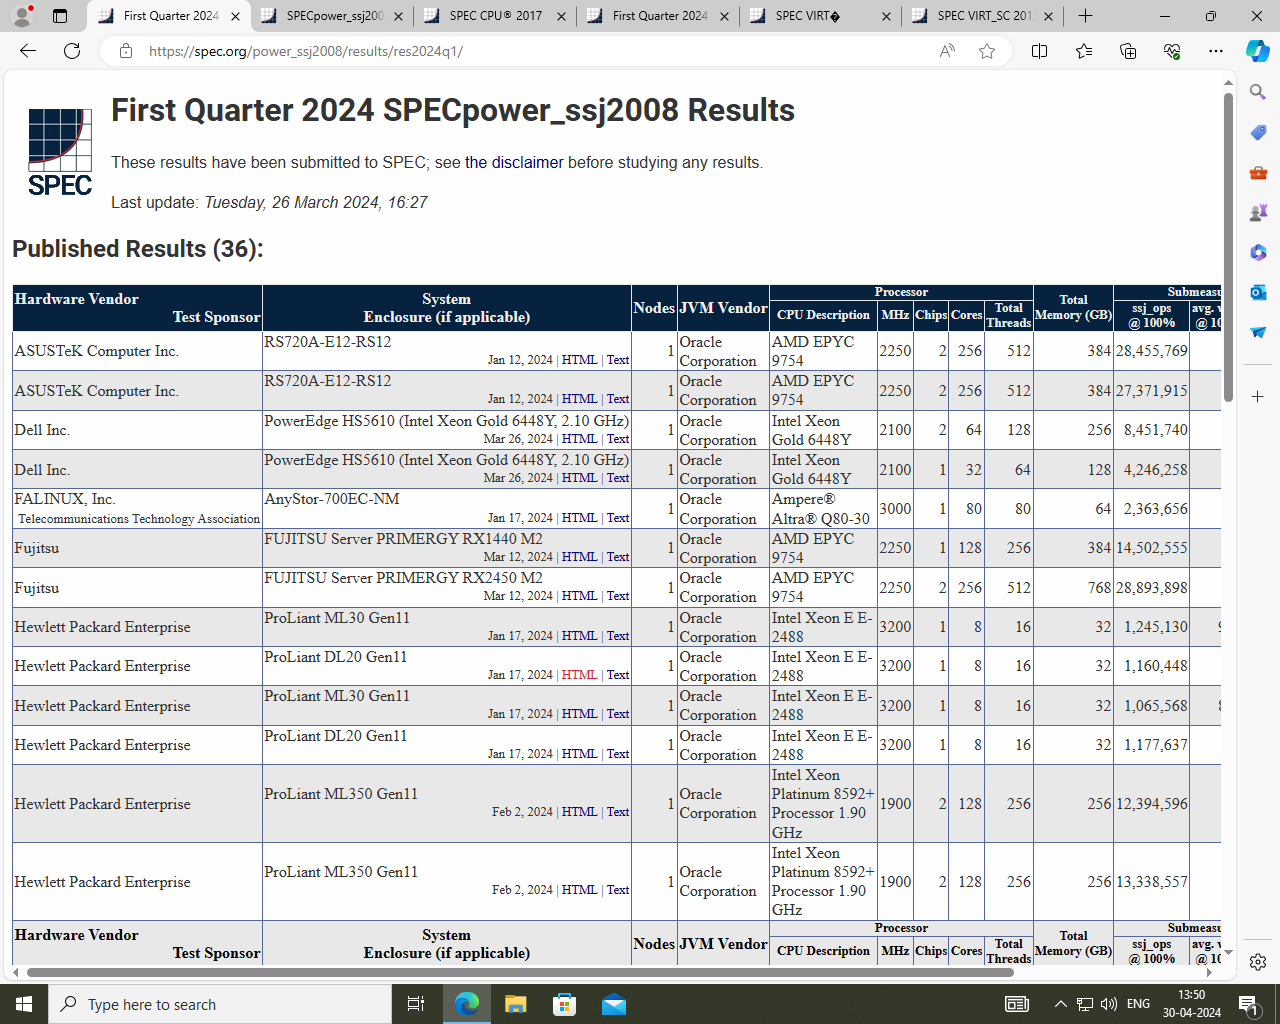 First Quarter 2024
SPECpower_ssj200
SPEC CPU® 2017
First Quarter 2024
SPEC VIRT�
SPEC VIRT_SC 201
https://spec.org/power_ssj2008/results/res2024q1/
SPEC
First Quarter 2024 SPECpower_ssj2008 Results
These results have been submitted to SPEC; see the disclaimer before studying any results.
Last update: Tuesday, 26 March 2024, 16:27
Published Results (36):
Hardware Vendor
Test Sponsor
System
Enclosure (if applicable)
Nodes
JVM Vendor
Processor
CPU Description
MHz
Chips
Cores
Total
Threads
Total
Memory (GB)
Submeasu
ssj_ops
@ 100%
avg. w
@ 10
ASUSTeK Computer Inc.
RS720A-E12-RS12
Jan 12, 2024 | HTML | Text
1
Oracle
Corporation
AMD EPYC
9754
2250
2
256
512
384
28,455,769
ASUSTeK Computer Inc.
RS720A-E12-RS12
Jan 12, 2024 | HTML | Text
1
Oracle
Corporation
AMD EPYC
9754
2250
2
256
512
384
27,371,915
Dell Inc.
PowerEdge HS5610 (Intel Xeon Gold 6448Y, 2.10 GHz)
Mar 26, 2024 | HTML | Text
1
Oracle
Corporation
Intel Xeon
Gold 6448Y
2100
2
64
128
256
8,451,740
Dell Inc.
PowerEdge HS5610 (Intel Xeon Gold 6448Y, 2.10 GHz)
Mar 26, 2024 | HTML | Text
1
Oracle
Corporation
Intel Xeon
Gold 6448Y
2100
1
32
64
128
4,246,258
FALINUX, Inc.
Telecommunications Technology Association
AnyStor-700EC-NM
Jan 17, 2024 | HTML | Text
1
Oracle
Corporation
Ampere®
Altra® Q80-30
3000
1
80
80
64
2,363,656
Fujitsu
FUJITSU Server PRIMERGY RX1440 M2
Mar 12, 2024 | HTML | Text
1
Oracle
Corporation
AMD EPYC
9754
2250
1
128
256
384
14,502,555
Fujitsu
FUJITSU Server PRIMERGY RX2450 M2
Mar 12, 2024 | HTML | Text
1
Oracle
Corporation
AMD EPYC
9754
2250
2
256
512
768
28,893,898
Hewlett Packard Enterprise
ProLiant ML30 Gen11
Jan 17, 2024 | HTML | Text
1
Oracle
Corporation
Intel Xeon E E-
2488
3200
1
8
16
32
1,245,130
Hewlett Packard Enterprise
ProLiant DL20 Gen11
Jan 17, 2024 | HTML | Text
1
Oracle
Corporation
Intel Xeon E E-
2488
3200
1
8
16
32
1,160,448
Hewlett Packard Enterprise
ProLiant ML30 Gen11
Jan 17, 2024 | HTML | Text
1
Oracle
Corporation
Intel Xeon E E-
2488
3200
1
8
16
32
1,065,568
Hewlett Packard Enterprise
ProLiant DL20 Gen11
Jan 17, 2024 | HTML | Text
1
Oracle
Corporation
Intel Xeon E E-
2488
3200
1
8
16
32
1,177,637
Hewlett Packard Enterprise
ProLiant ML350 Gen11
Feb 2, 2024 | HTML | Text
1
Oracle
Corporation
Intel Xeon
Platinum 8592+
Processor 1.90
GHz
1900
2
128
256
256
12,394,596
Hewlett Packard Enterprise
ProLiant ML350 Gen11
Feb 2, 2024 | HTML | Text
1
Oracle
Corporation
Intel Xeon
Platinum 8592+
Processor 1.90
GHz
1900
2
128
256
256
13,338,557
Hardware Vendor
Test Sponsor
System
Enclosure (if applicable)
Nodes
JVM Vendor
Processor
CPU Description
MHz
Chips
Cores
Total
Threads
Total
Memory (GB)
Submeasu
ssj_ops
@ 100%
avg. w
@ 10
Type here to search
ENG
13:50
30-04-2024
1